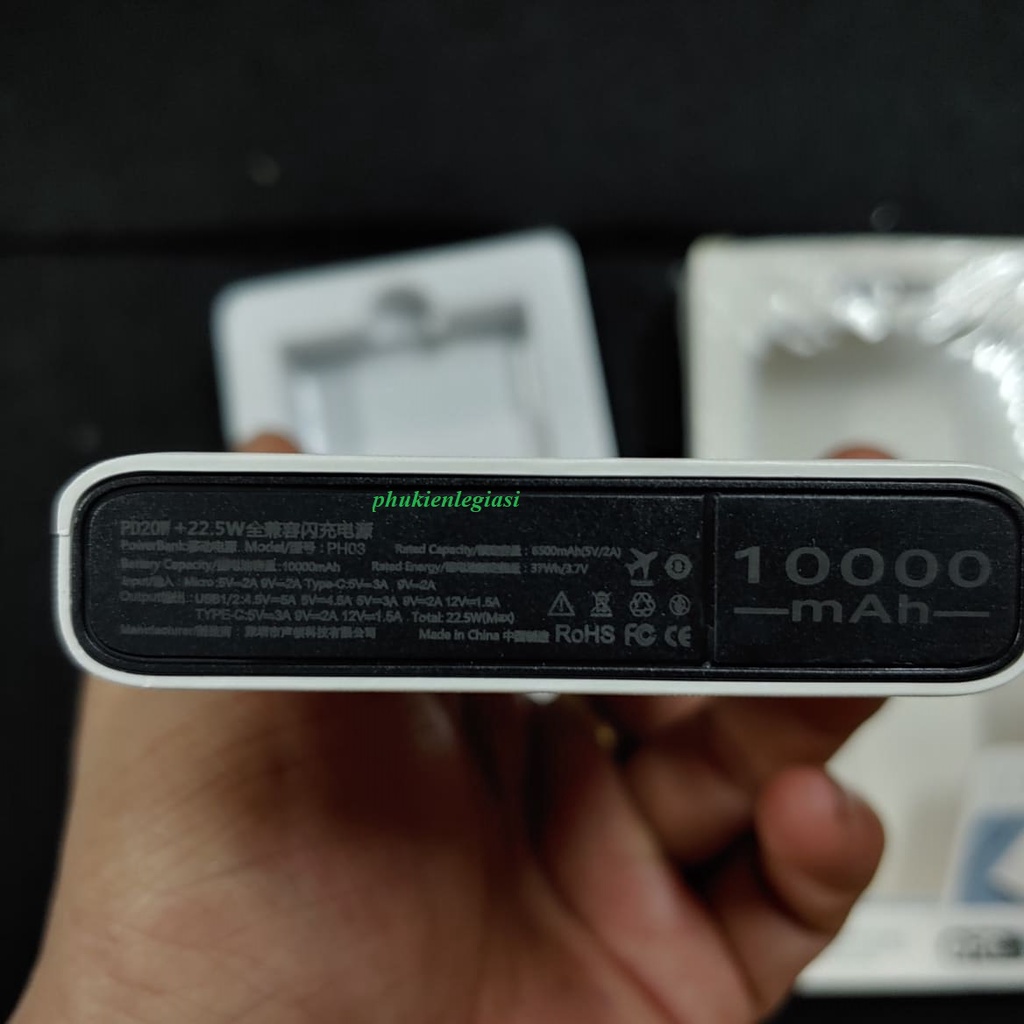 phukienlegiasi
PD20W+22.5W全兼容闪充电源
PowerBank/移动电源 Model/型号：PH03 Rated Capacity/额定容量：6500mAh(5V/2A)
Battery Capacity/电池容量：10000mAh Rated Energy/额定能量：37Wh/3.7V
Input/输入：Micro:5V⎓2A 9V⎓2A Type-C:5V⎓3A 9V⎓2A
Output/输出：USB1/2:4.5V⎓5A 5V⎓4.5A 5V⎓3A 9V⎓2A 12V⎓1.5A
TYPE-C:5V⎓3A 9V⎓2A 12V⎓1.5A Total: 22.5W(Max)
Manufacturer/制造商： Made in China 中国制造 RoHS FC CE
10000
mAh